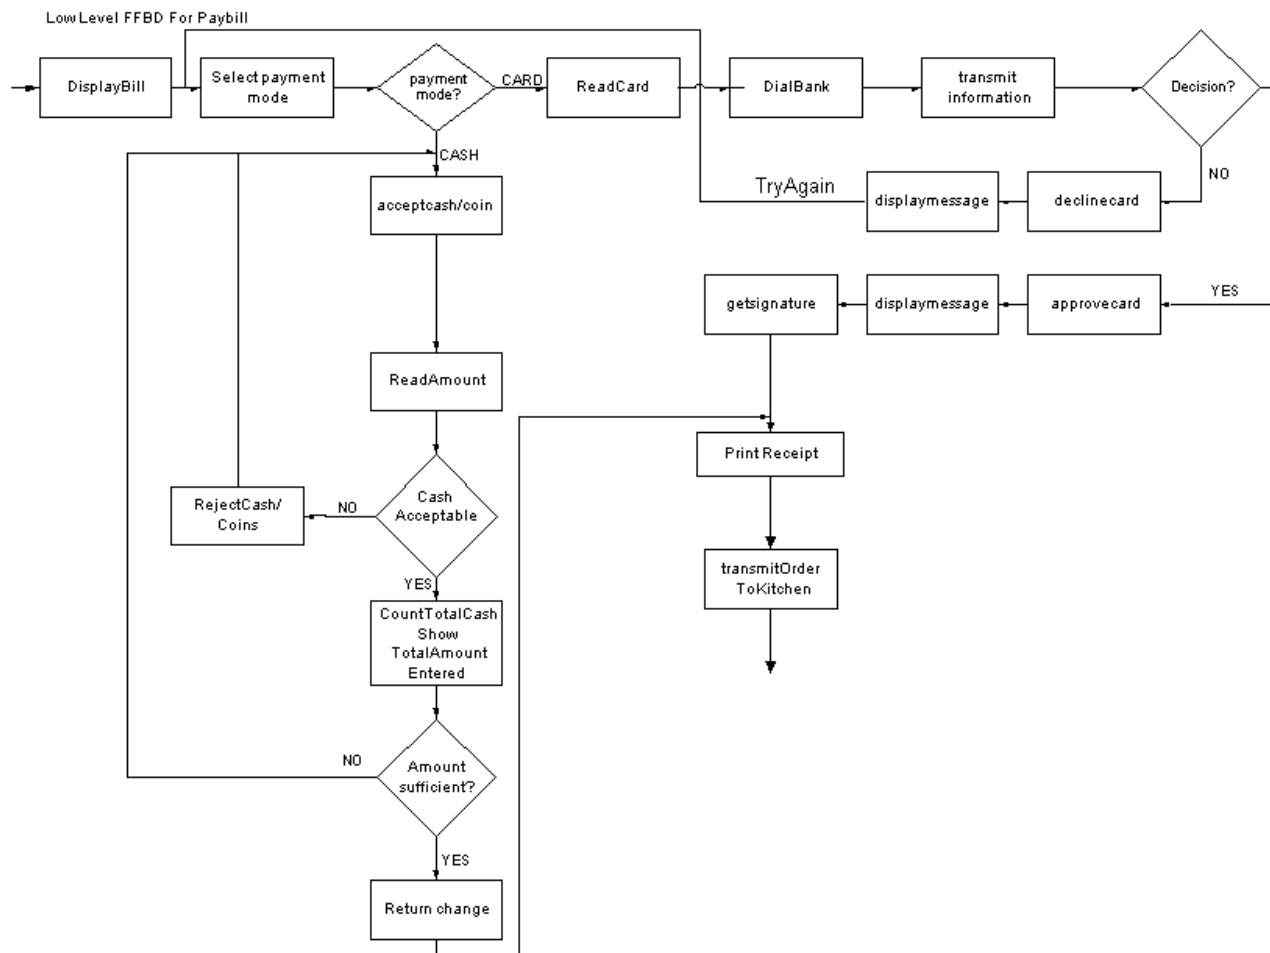 Low Level FFBD For Paybill
DisplayBill
Select payment
mode
payment
mode?
CARD
ReadCard
DialBank
transmit
information
Decision?
NO
declinecard
displaymessage
TryAgain
CASH
acceptcash/coin
YES
approvecard
displaymessage
getsignature
ReadAmount
Print Receipt
Cash
Acceptable
NO
RejectCash/
Coins
transmitOrder
ToKitchen
YES
CountTotalCash
Show
TotalAmount
Entered
Amount
sufficient?
NO
YES
Return change